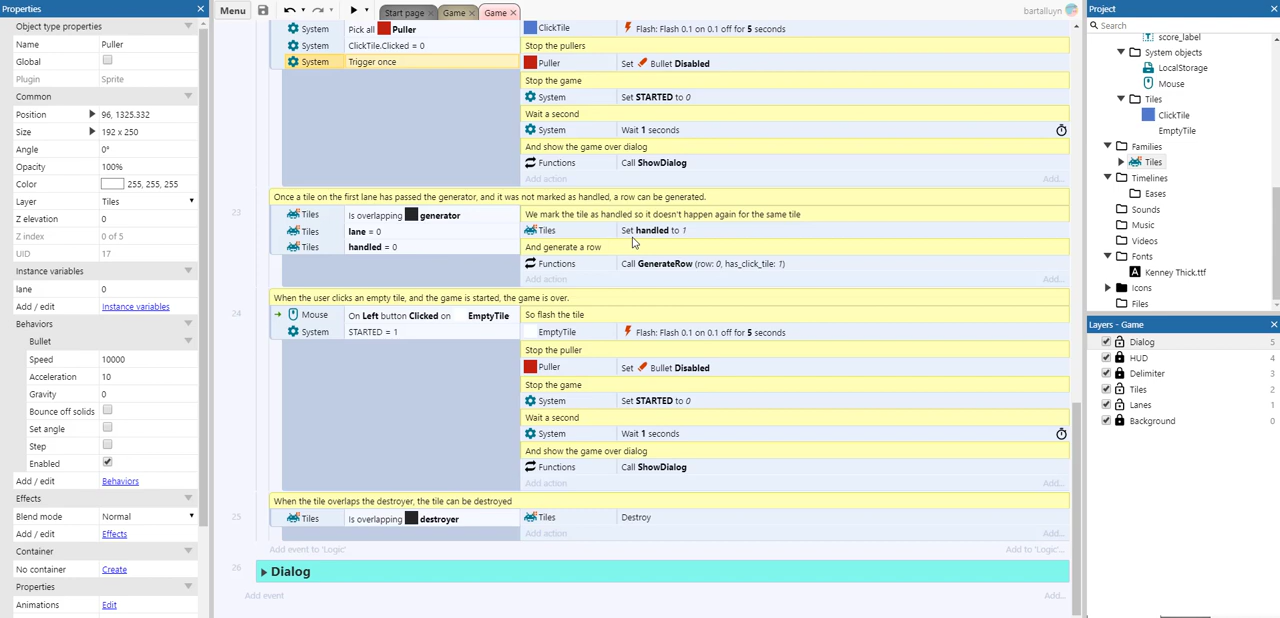 Properties
Menu
Start page
Game
Game
bartalluyn
Project
Object type properties
Name Puller
Global
Plugin Sprite
Common
Position 96, 1325.332
Size 192 x 250
Angle 0°
Opacity 100%
Color 255, 255, 255
Layer Tiles
Z elevation 0
Z index 0 of 5
UID 17
Instance variables
lane 0
Add / edit Instance variables
Behaviors
Bullet
Speed 10000
Acceleration 10
Gravity 0
Bounce off solids
Set angle
Step
Enabled
Add / edit Behaviors
Effects
Blend mode Normal
Add / edit Effects
Container
No container Create
Properties
Animations Edit
System Pick all Puller
System ClickTile.Clicked = 0
System Trigger once
ClickTile Flash: Flash 0.1 on 0.1 off for 5 seconds
Stop the pullers
Puller Set Bullet Disabled
Stop the game
System Set STARTED to 0
Wait a second
System Wait 1 seconds
And show the game over dialog
Functions Call ShowDialog
Add action Add...
Once a tile on the first lane has passed the generator, and it was not marked as handled, a row can be generated.
23
Tiles Is overlapping generator
Tiles lane = 0
Tiles handled = 0
We mark the tile as handled so it doesn't happen again for the same tile
Tiles Set handled to 1
And generate a row
Functions Call GenerateRow (row: 0, has_click_tile: 1)
Add action Add...
When the user clicks an empty tile, and the game is started, the game is over.
24
Mouse On Left button Clicked on EmptyTile
System STARTED = 1
So flash the tile
EmptyTile Flash: Flash 0.1 on 0.1 off for 5 seconds
Stop the puller
Puller Set Bullet Disabled
Stop the game
System Set STARTED to 0
Wait a second
System Wait 1 seconds
And show the game over dialog
Functions Call ShowDialog
Add action Add...
When the tile overlaps the destroyer, the tile can be destroyed
25
Tiles Is overlapping destroyer
Tiles Destroy
Add action Add...
Add event to 'Logic' Add to 'Logic'...
26
Dialog
Add event Add...
Search
score_label
System objects
LocalStorage
Mouse
Tiles
ClickTile
EmptyTile
Families
Tiles
Timelines
Eases
Sounds
Music
Videos
Fonts
Kenney Thick.ttf
Icons
Files
Layers - Game
Dialog 5
HUD 4
Delimiter 3
Tiles 2
Lanes 1
Background 0